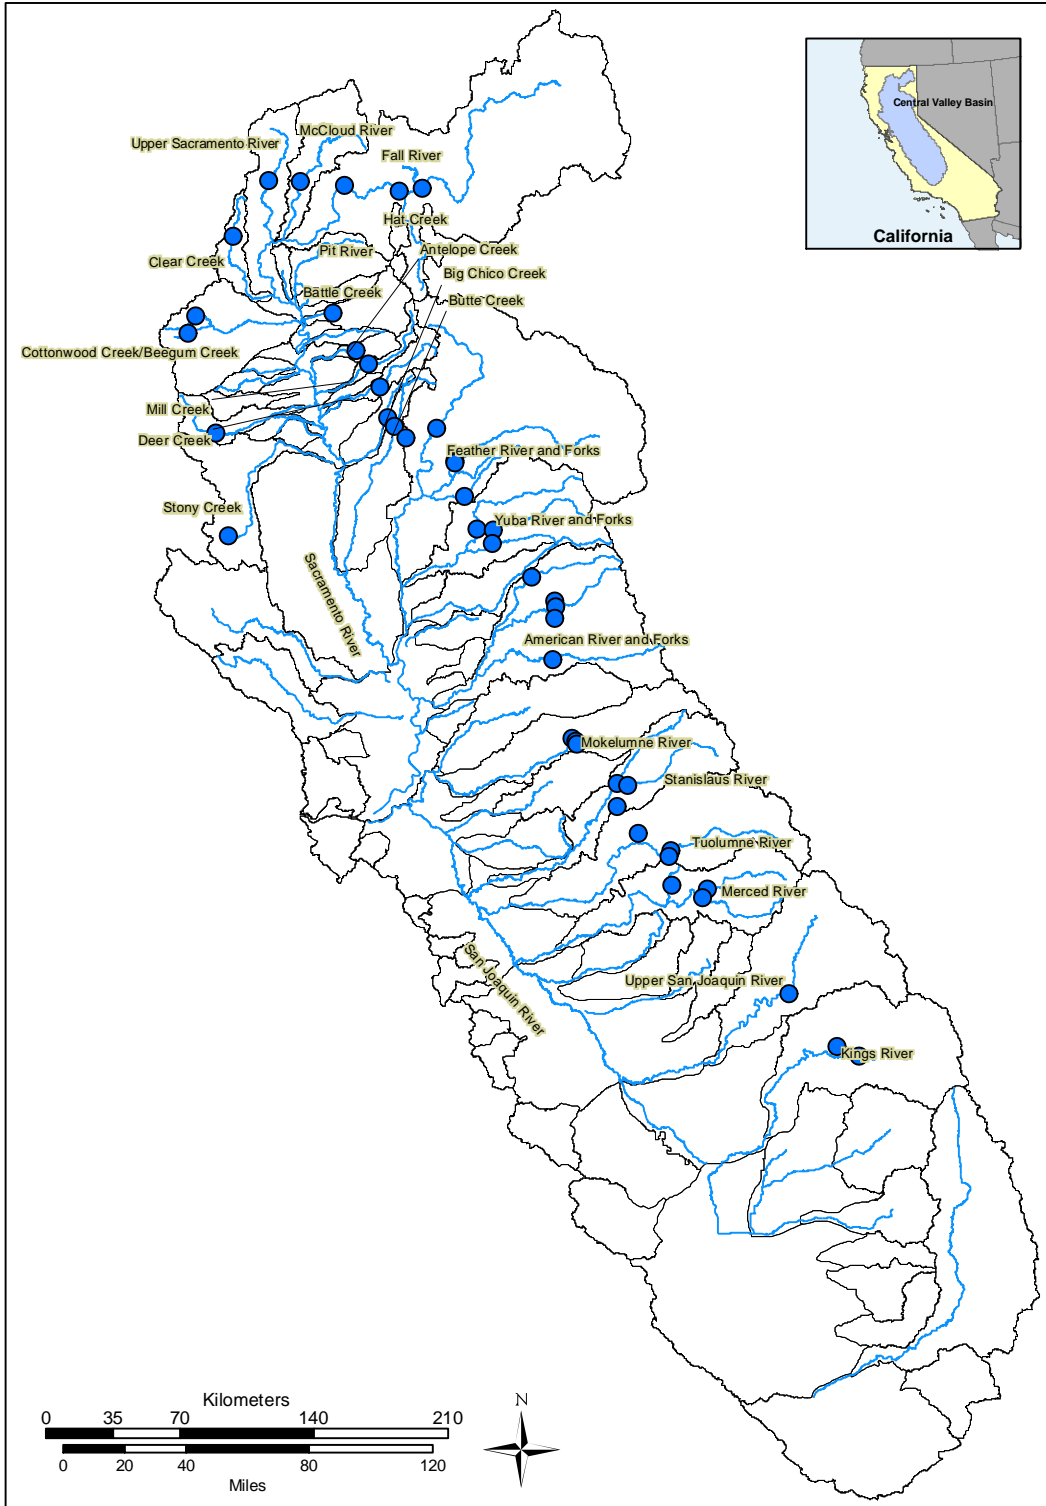 Central Valley Basin
California
McCloud River
Upper Sacramento River
Fall River
Hat Creek
Pit River
Antelope Creek
Clear Creek
Big Chico Creek
Battle Creek
Butte Creek
Cottonwood Creek/Beegum Creek
Mill Creek
Deer Creek
Feather River and Forks
Stony Creek
Yuba River and Forks
Sacramento River
American River and Forks
Mokelumne River
Stanislaus River
Tuolumne River
Merced River
San Joaquin River
Upper San Joaquin River
Kings River
Kilometers
0 35 70 140 210
0 20 40 80 120
Miles
N